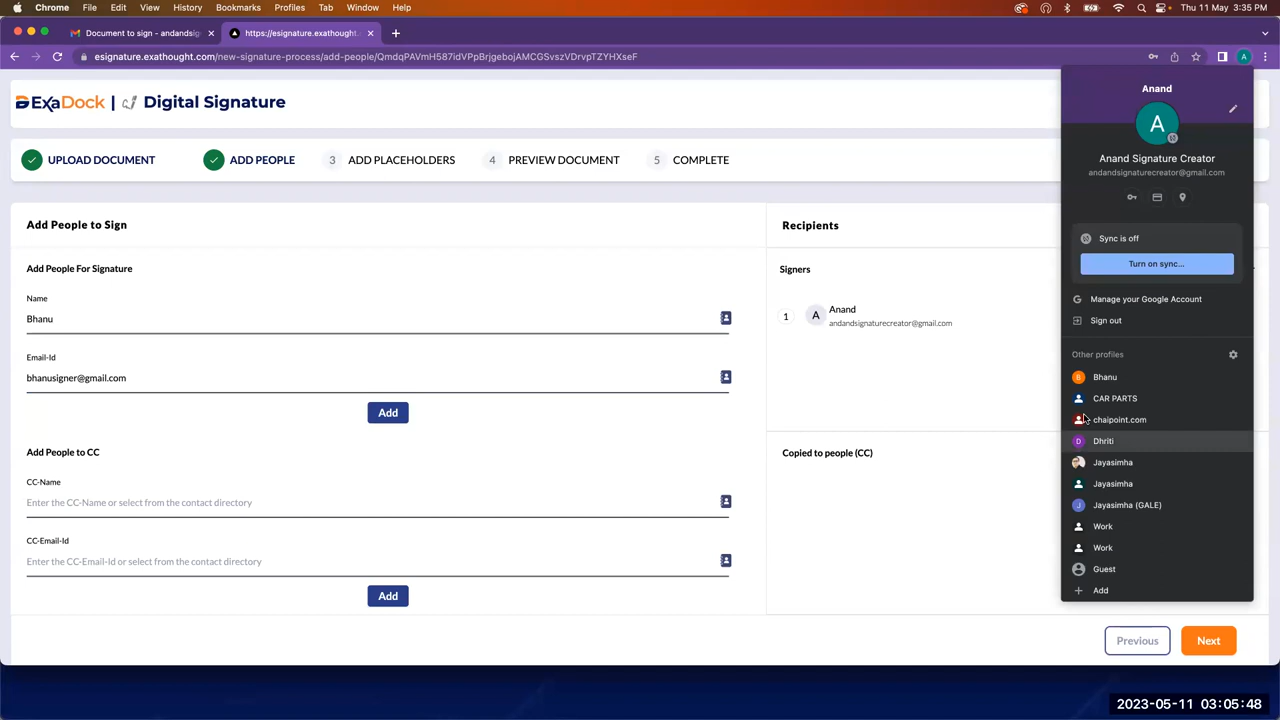 Chrome File Edit View History Bookmarks Profiles Tab Window Help Thu 11 May 3:35 PM
Document to sign - andandsig https://esignature.exathought.com
esignature.exathought.com/new-signature-process/add-people/QmdqPAVmH587idVPpBrjgebojAMCGSvszVDrvpTZYHXseF
ExaDock | Digital Signature
UPLOAD DOCUMENT ADD PEOPLE 3 ADD PLACEHOLDERS 4 PREVIEW DOCUMENT 5 COMPLETE
Add People to Sign
Add People For Signature
Name
Bhanu
Email-Id
bhanusigner@gmail.com
Add
Add People to CC
CC-Name
Enter the CC-Name or select from the contact directory
CC-Email-Id
Enter the CC-Email-Id or select from the contact directory
Add
Recipients
Signers
1 A Anand
andandsignaturecreator@gmail.com
Copied to people (CC)
Previous Next
A
Anand
A
Anand Signature Creator
andandsignaturecreator@gmail.com
Sync is off
Turn on sync...
Manage your Google Account
Sign out
Other profiles
B Bhanu
CAR PARTS
chaipoint.com
D Dhriti
Jayasimha
Jayasimha
J Jayasimha (GALE)
Work
Work
Guest
Add
2023-05-11 03:05:48